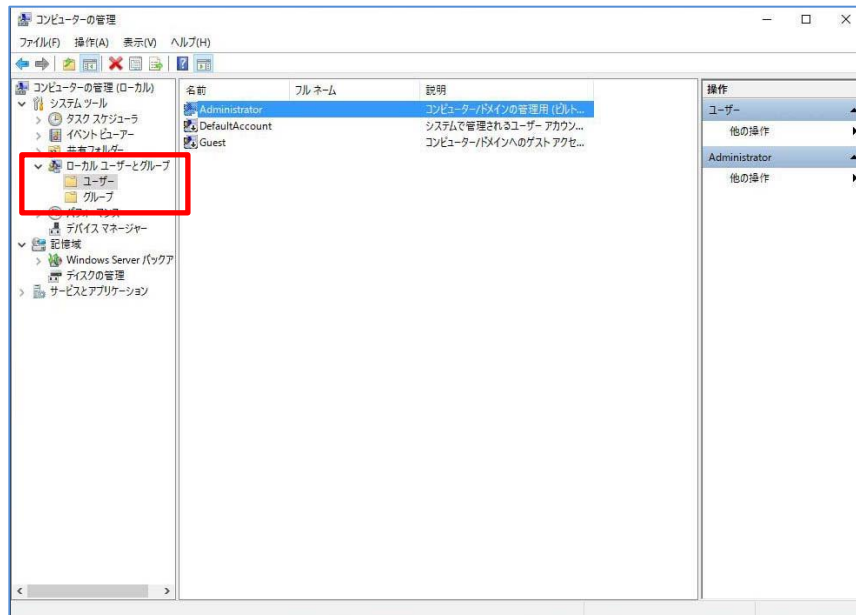 コンピューターの管理
ファイル(F) 操作(A) 表示(V) ヘルプ(H)
コンピューターの管理 (ローカル)
システム ツール
タスク スケジューラ
イベント ビューアー
共有フォルダー
ローカル ユーザーとグループ
ユーザー
グループ
パフォーマンス
デバイス マネージャー
記憶域
Windows Server バックア
ディスクの管理
サービスとアプリケーション
名前 フル ネーム 説明
Administrator コンピューター/ドメインの管理用 (ビルト...
DefaultAccount システムで管理されるユーザー アカウン...
Guest コンピューター/ドメインへのゲスト アクセ...
操作
ユーザー
他の操作
Administrator
他の操作